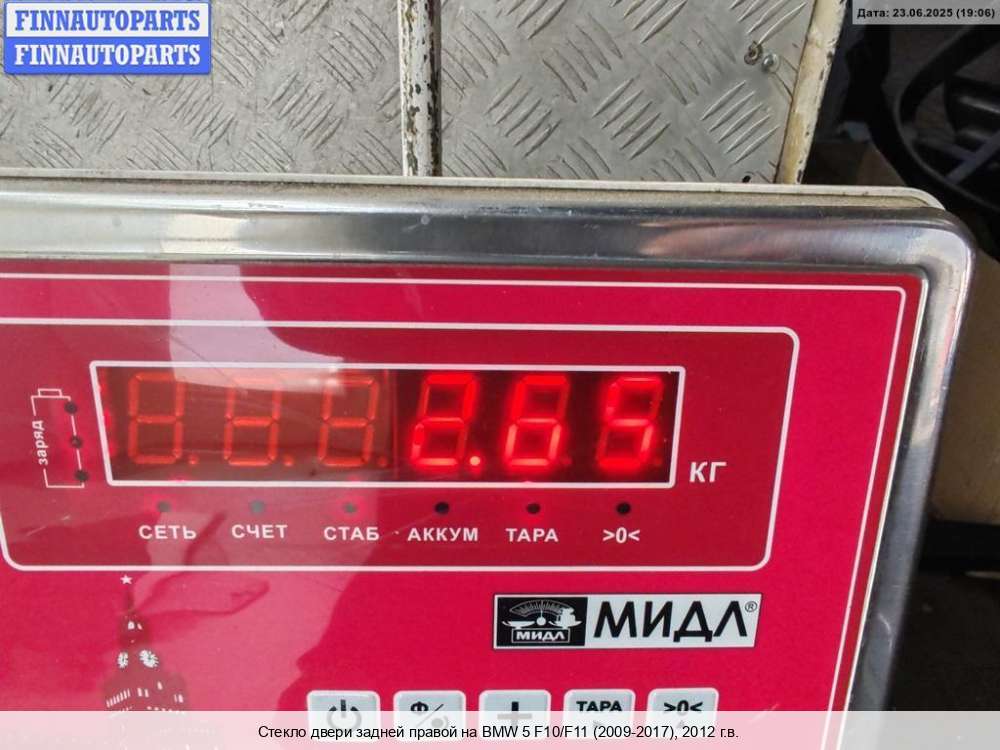 FINNAUTOPARTS
FINNAUTOPARTS
Дата: 23.06.2025 (19:06)
заряд
2.65
КГ
СЕТЬ СЧЕТ СТАБ АККУМ ТАРА >0<
МИДЛ МИДЛ®
ТАРА >0<
Стекло двери задней правой на BMW 5 F10/F11 (2009-2017), 2012 г.в.